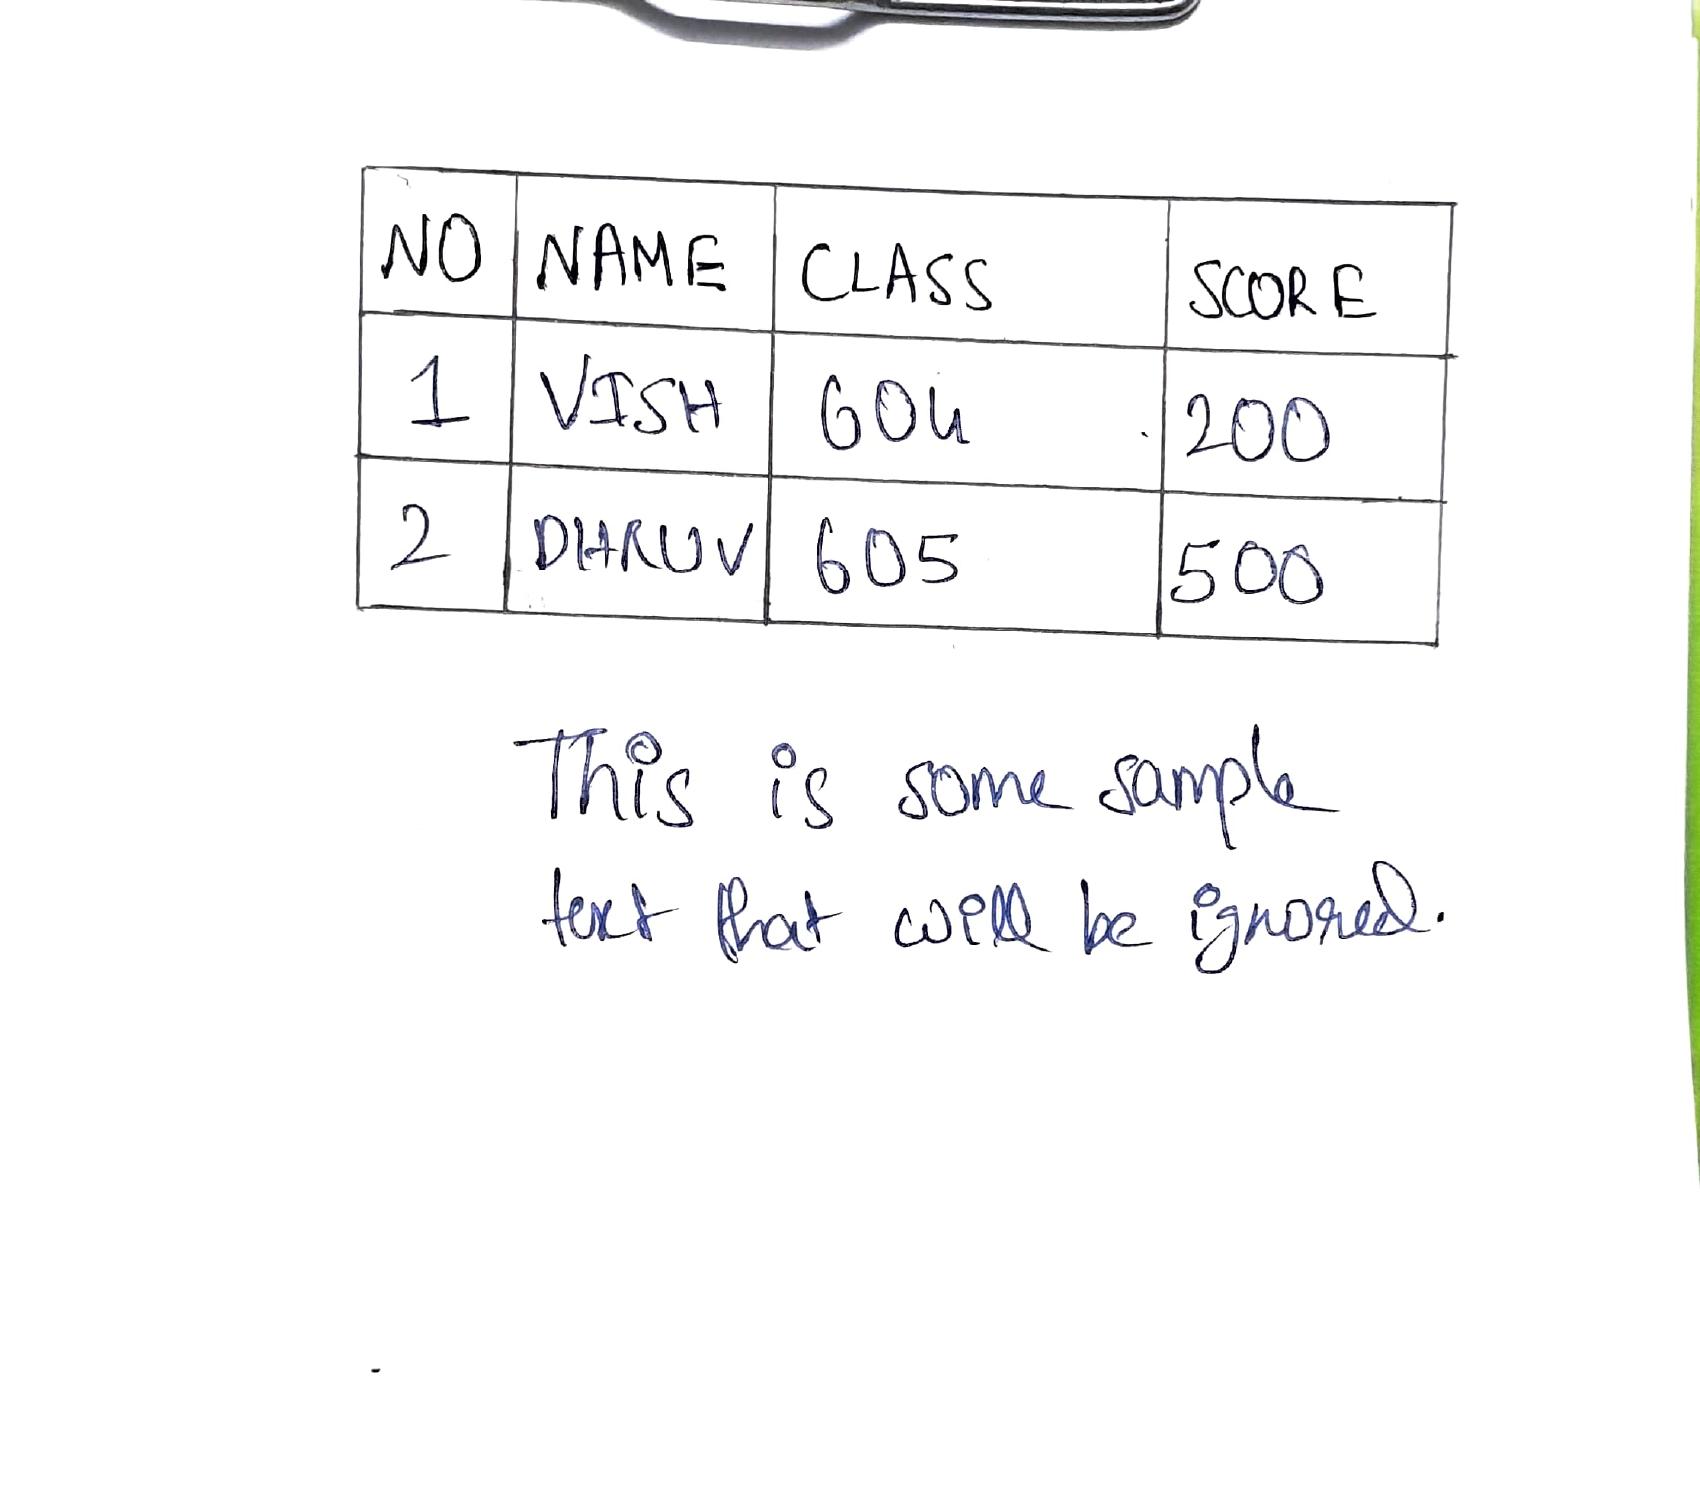 NO NAME CLASS SCORE
1 VISH 604 200
2 DHRUV 605 500
This is some sample
text that will be ignored.